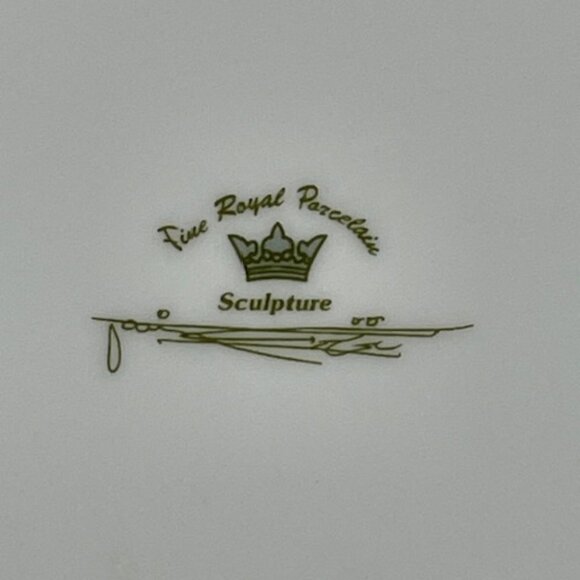 Fine Royal Porcelain
Sculpture